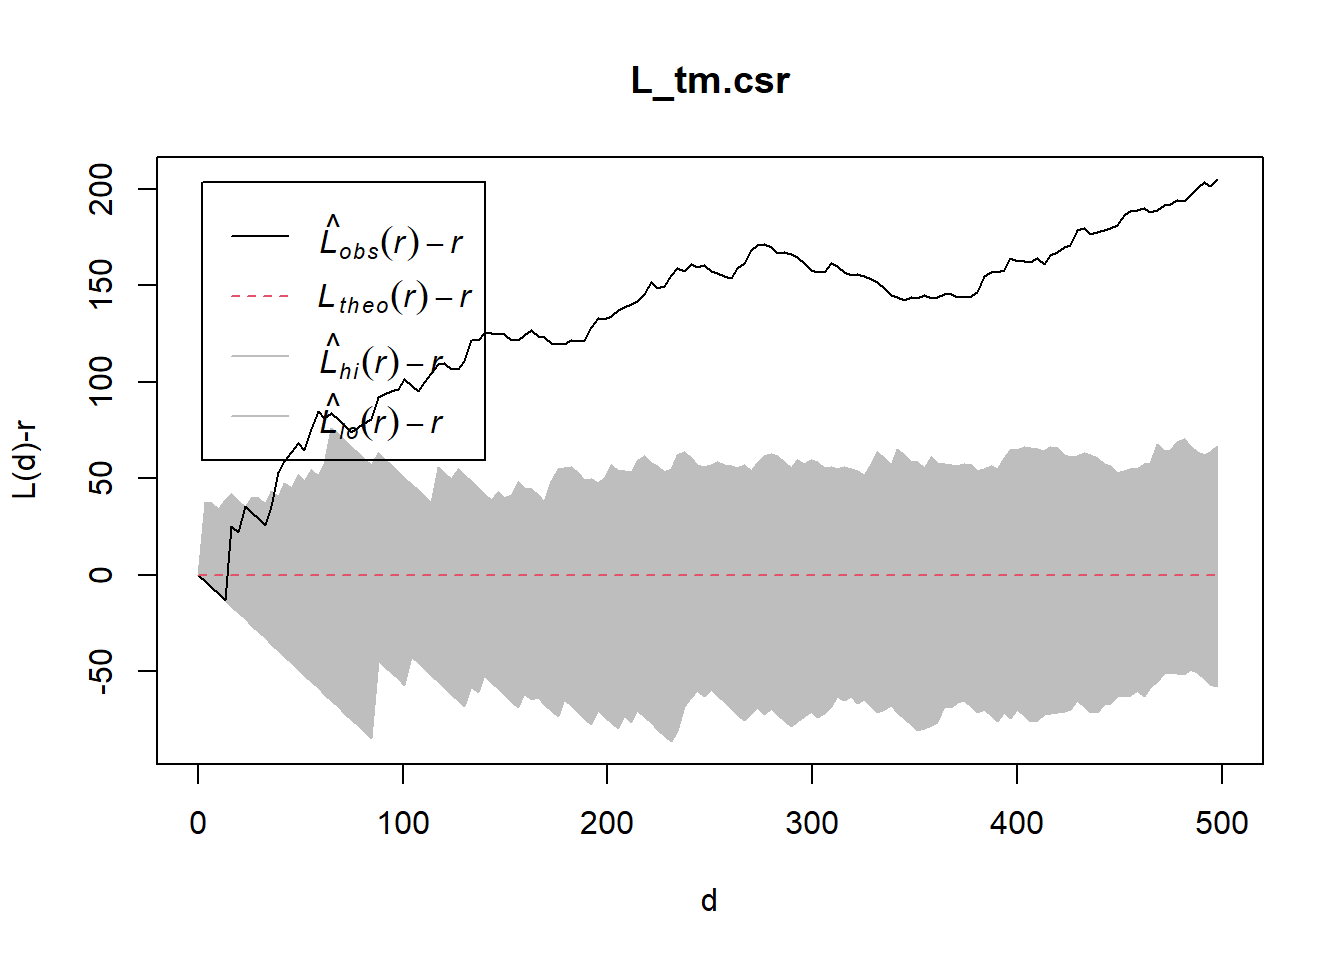 L_tm.csr
L(d)-r
200
150
100
50
0
-50
L̂obs(r) − r
Ltheo(r) − r
L̂hi(r) − r
L̂lo(r) − r
0 100 200 300 400 500
d